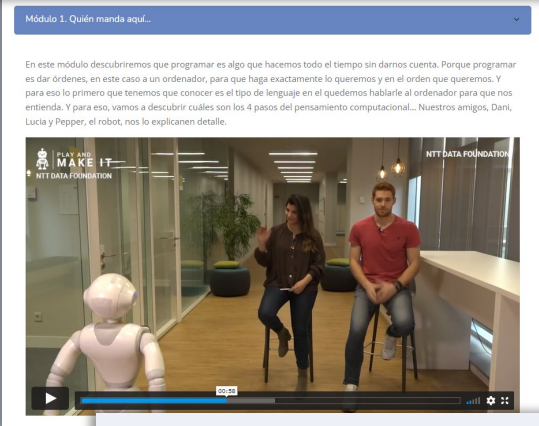 Módulo 1. Quién manda aquí...
En este módulo descubriremos que programar es algo que hacemos todo el tiempo sin darnos cuenta. Porque programar
es dar órdenes, en este caso a un ordenador, para que haga exactamente lo queremos y en el orden que queremos. Y
para eso lo primero que tenemos que conocer es el tipo de lenguaje en el quedemos hablarle al ordenador para que nos
entienda. Y para eso, vamos a descubrir cuáles son los 4 pasos del pensamiento computacional... Nuestros amigos, Dani,
Lucia y Pepper, el robot, nos lo explicanen detalle.
PLAY AND
MAKE IT
NTT DATA FOUNDATION
NTT DATA FOUNDATION
00:58